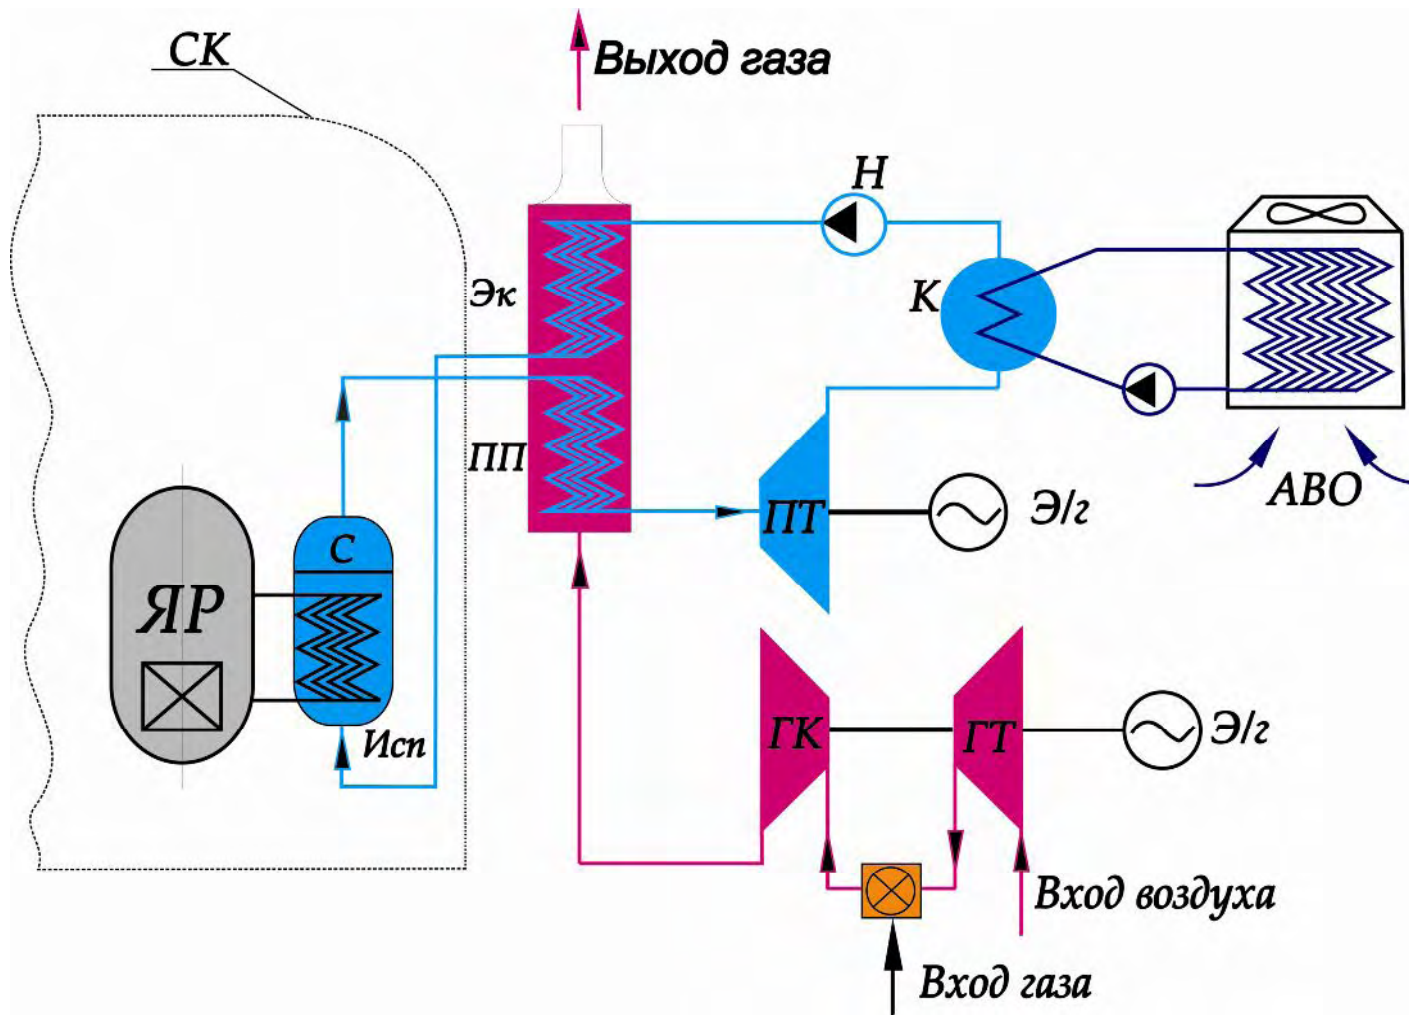 СК
Выход газа
Н
Эк
К
ПП
ПТ
Э/г
АВО
С
ЯР
Исп
ГК
ГТ
Э/г
Вход воздуха
Вход газа